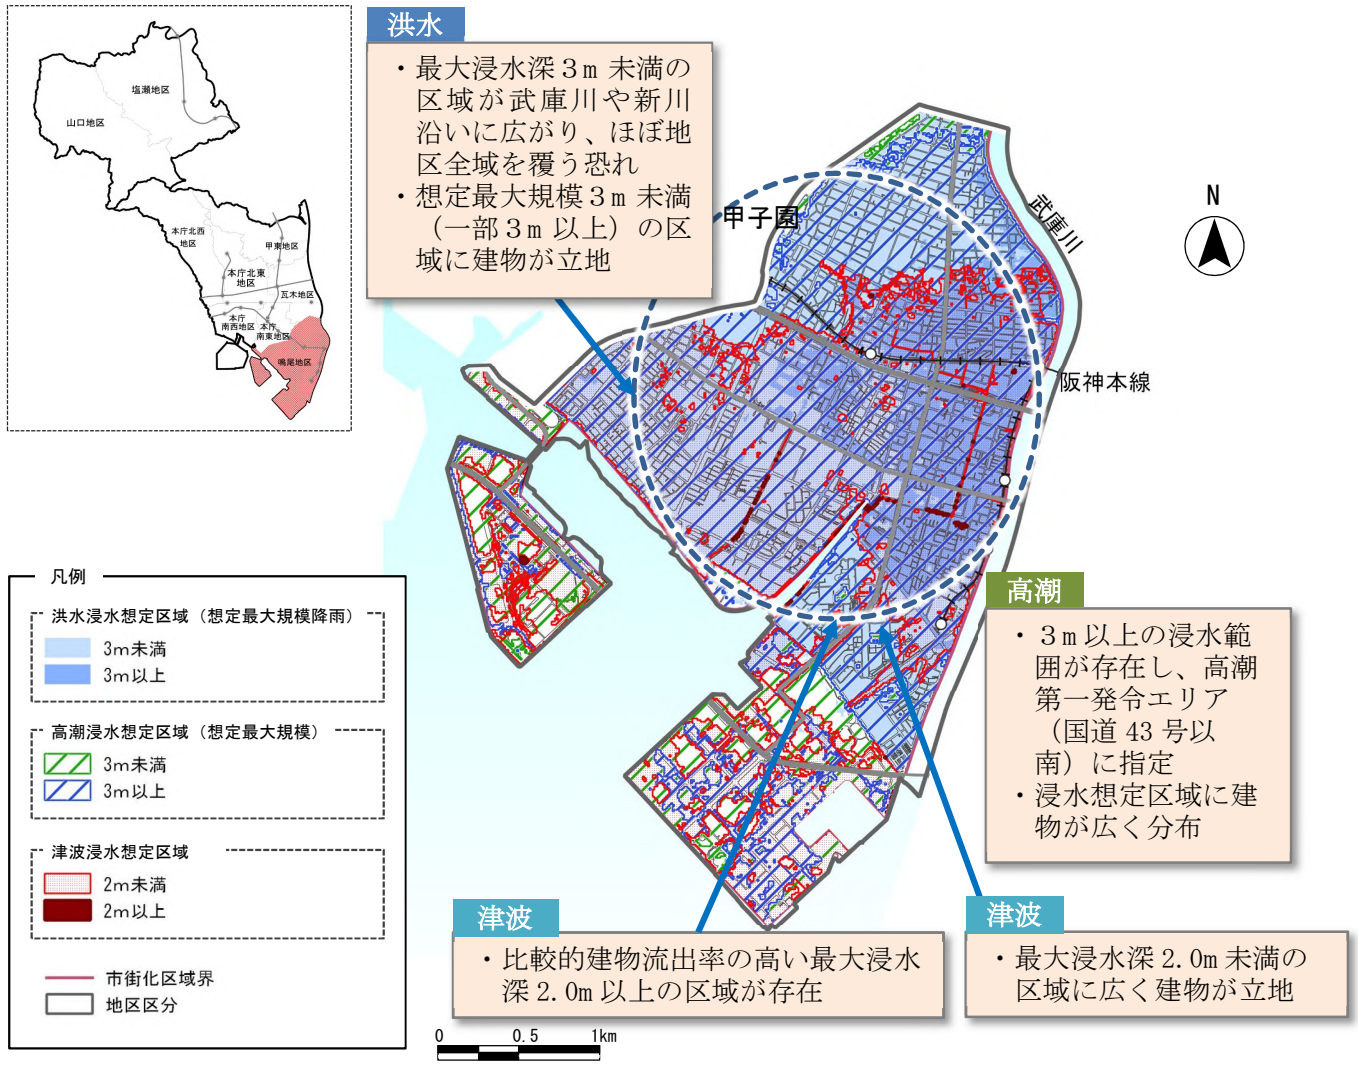 塩瀬地区
山口地区
本庁北西
地区
甲東地区
本庁北東
地区
瓦木地区
本庁
南西地区
本庁
南東地区
鳴尾地区
洪水
・最大浸水深３m 未満の
区域が武庫川や新川
沿いに広がり、ほぼ地
区全域を覆う恐れ
・想定最大規模３m 未満
（一部３m 以上）の区
域に建物が立地
甲子園
武庫川
N
阪神本線
凡例
洪水浸水想定区域（想定最大規模降雨）
3m未満
3m以上
高潮浸水想定区域（想定最大規模）
3m未満
3m以上
津波浸水想定区域
2m未満
2m以上
市街化区域界
地区区分
高潮
・３m 以上の浸水範
囲が存在し、高潮
第一発令エリア
（国道 43 号以
南）に指定
・浸水想定区域に建
物が広く分布
津波
・比較的建物流出率の高い最大浸水
深 2.0m 以上の区域が存在
津波
・最大浸水深 2.0m 未満の
区域に広く建物が立地
0 0.5 1km